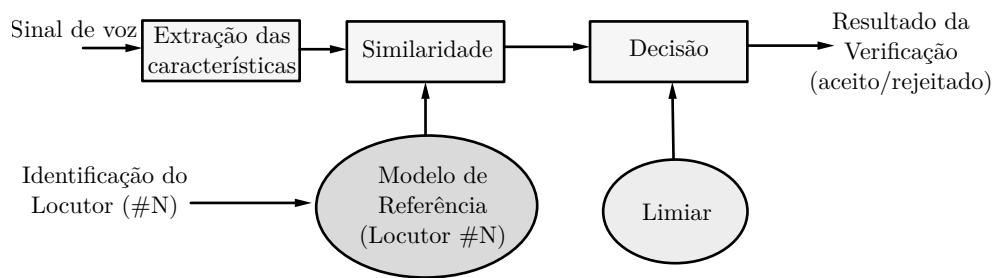 Sinal de voz
Extração das
características
Similaridade
Decisão
Resultado da
Verificação
(aceito/rejeitado)
Identificação do
Locutor (#N)
Modelo de
Referência
(Locutor #N)
Limiar